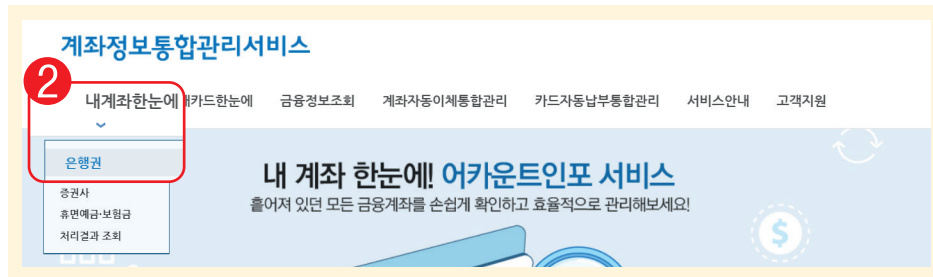 계좌정보통합관리서비스
2
내계좌한눈에 카드한눈에 금융정보조회 계좌자동이체통합관리 카드자동납부통합관리 서비스안내 고객지원
은행권
증권사
휴면예금·보험금
처리결과 조회
내 계좌 한눈에! 어카운트인포 서비스
흩어져 있던 모든 금융계좌를 손쉽게 확인하고 효율적으로 관리해보세요!
$